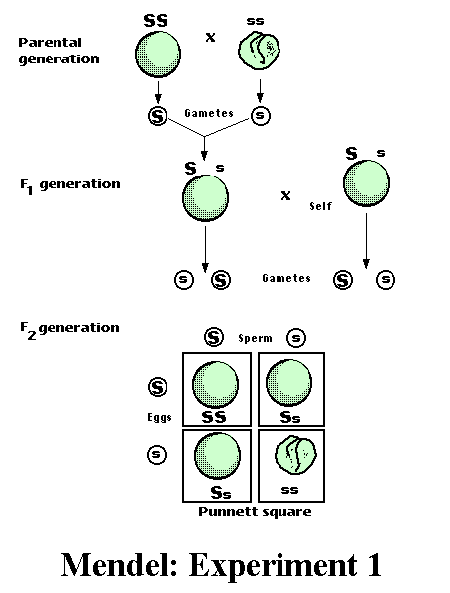 SS x ss
Parental
generation
S Gametes s
S s
S s
F1 generation
x
Self
s S Gametes S s
F2 generation
S Sperm s
S
Eggs
SS Ss
s
Ss ss
Punnett square
Mendel: Experiment 1